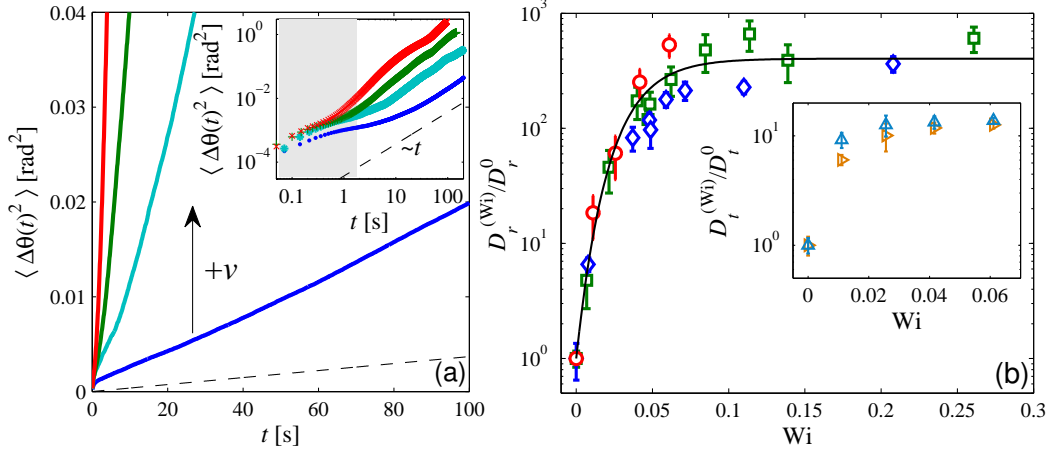 0.04
0.03
0.02
0.01
0
⟨ Δθ(t)² ⟩ [rad²]
0 20 40 60 80 100
t [s]
+v
(a)
10⁰
10⁻²
10⁻⁴
⟨ Δθ(t)² ⟩ [rad²]
0.1 1 10 100
t [s]
~t
10³
10²
10¹
10⁰
D_r^(Wi)/D_r^0
0 0.05 0.1 0.15 0.2 0.25 0.3
Wi
(b)
10¹
10⁰
D_t^(Wi)/D_t^0
0 0.02 0.04 0.06
Wi